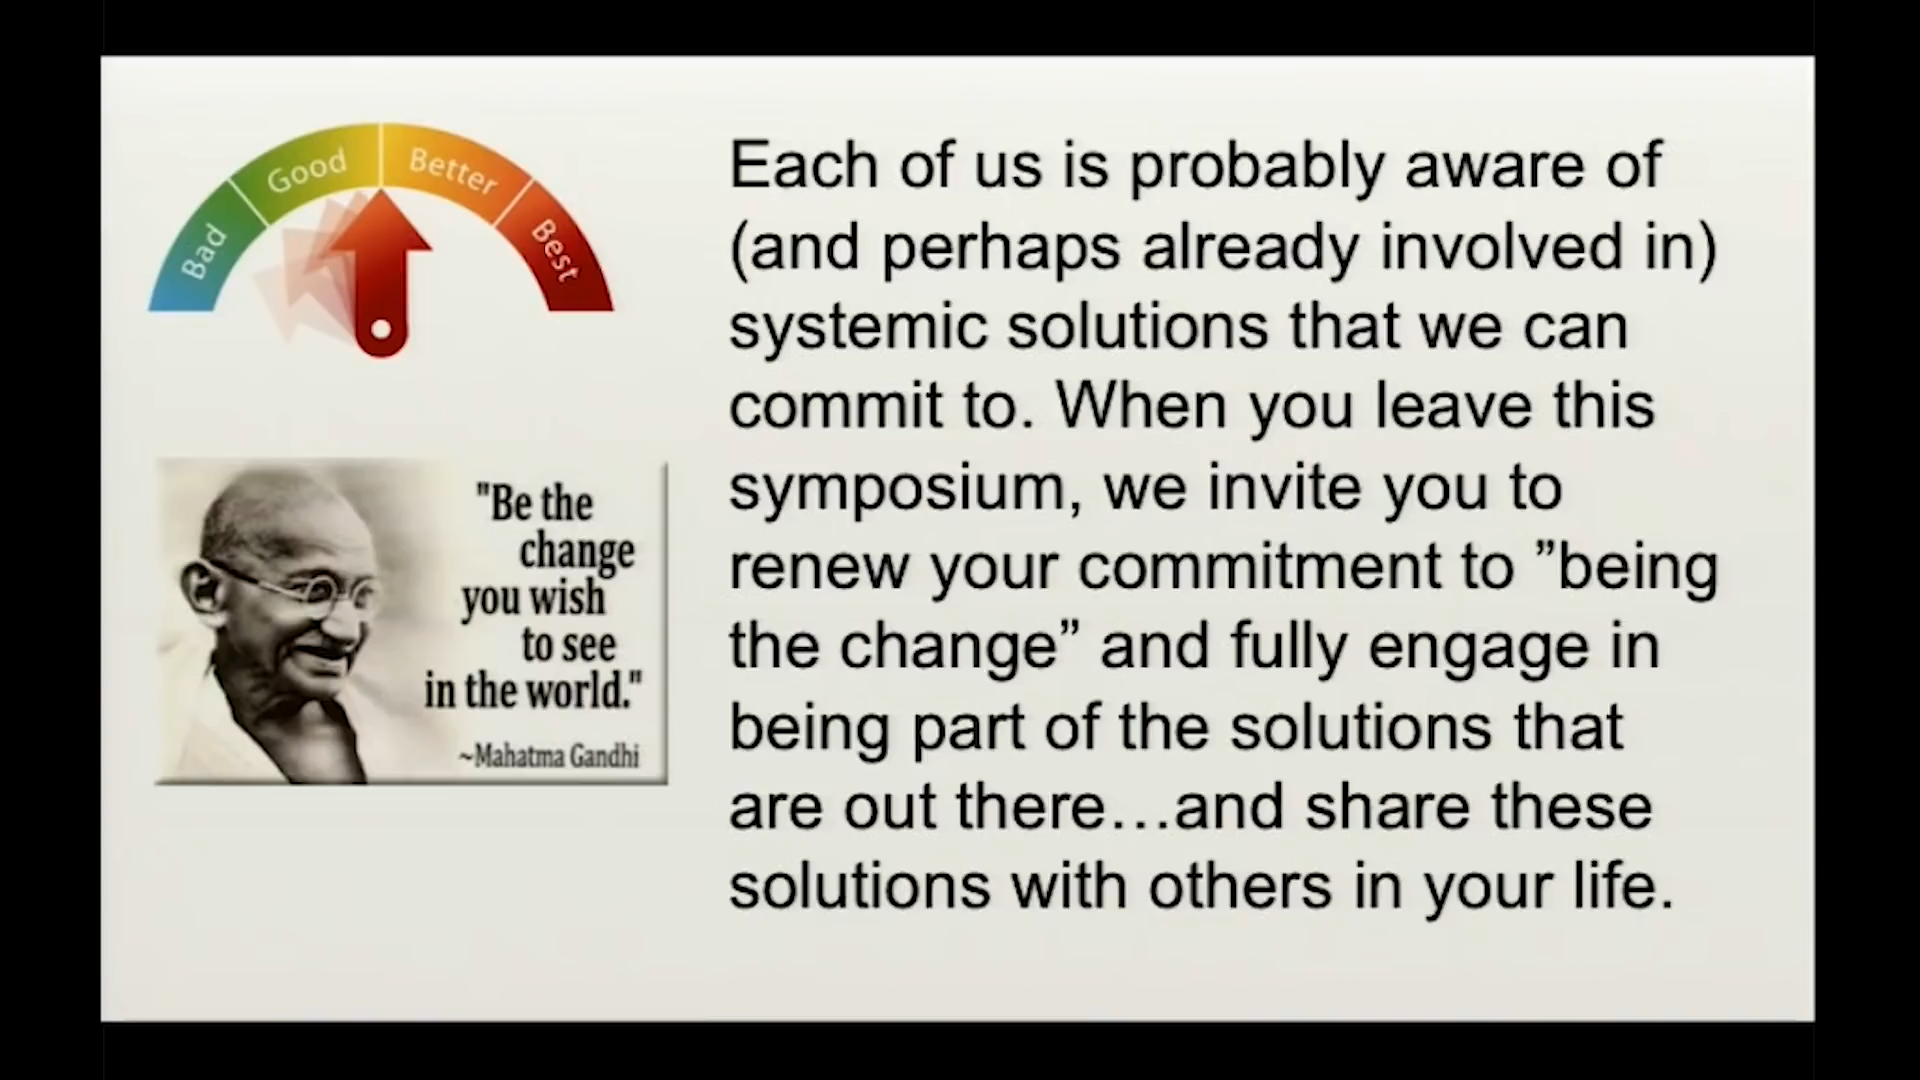 Bad
Good
Better
Best
"Be the
change
you wish
to see
in the world."
~Mahatma Gandhi
Each of us is probably aware of
(and perhaps already involved in)
systemic solutions that we can
commit to. When you leave this
symposium, we invite you to
renew your commitment to ”being
the change” and fully engage in
being part of the solutions that
are out there…and share these
solutions with others in your life.